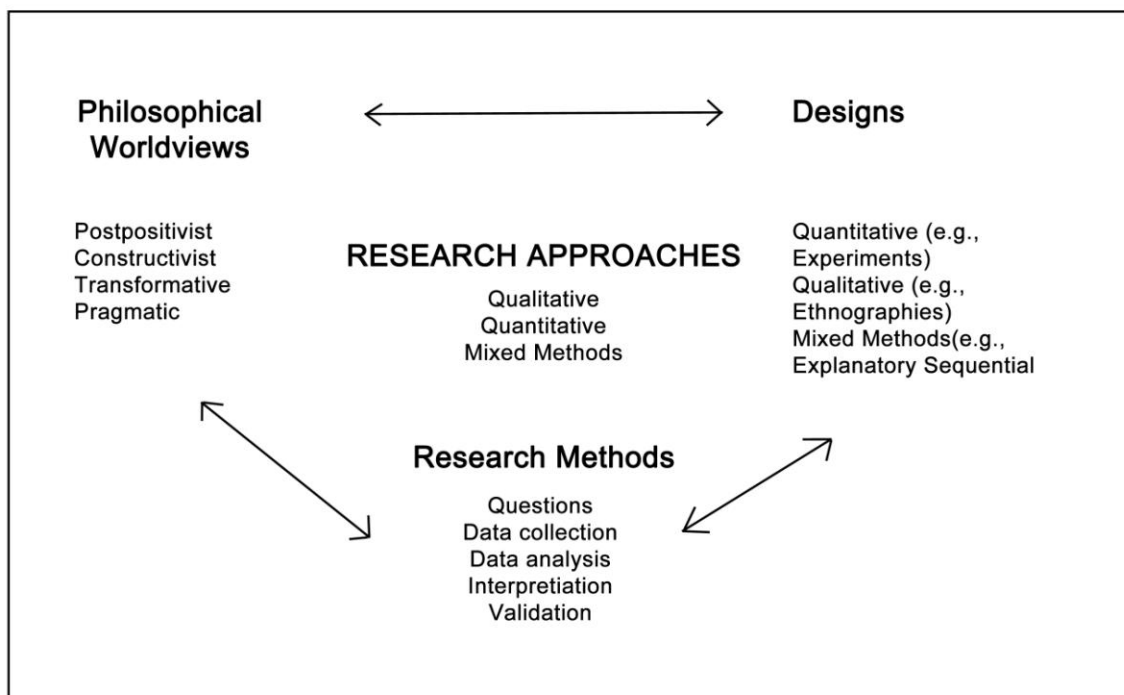 Philosophical
Worldviews
Designs
Postpositivist
Constructivist
Transformative
Pragmatic
RESEARCH APPROACHES
Qualitative
Quantitative
Mixed Methods
Quantitative (e.g.,
Experiments)
Qualitative (e.g.,
Ethnographies)
Mixed Methods(e.g.,
Explanatory Sequential
Research Methods
Questions
Data collection
Data analysis
Interpretiation
Validation